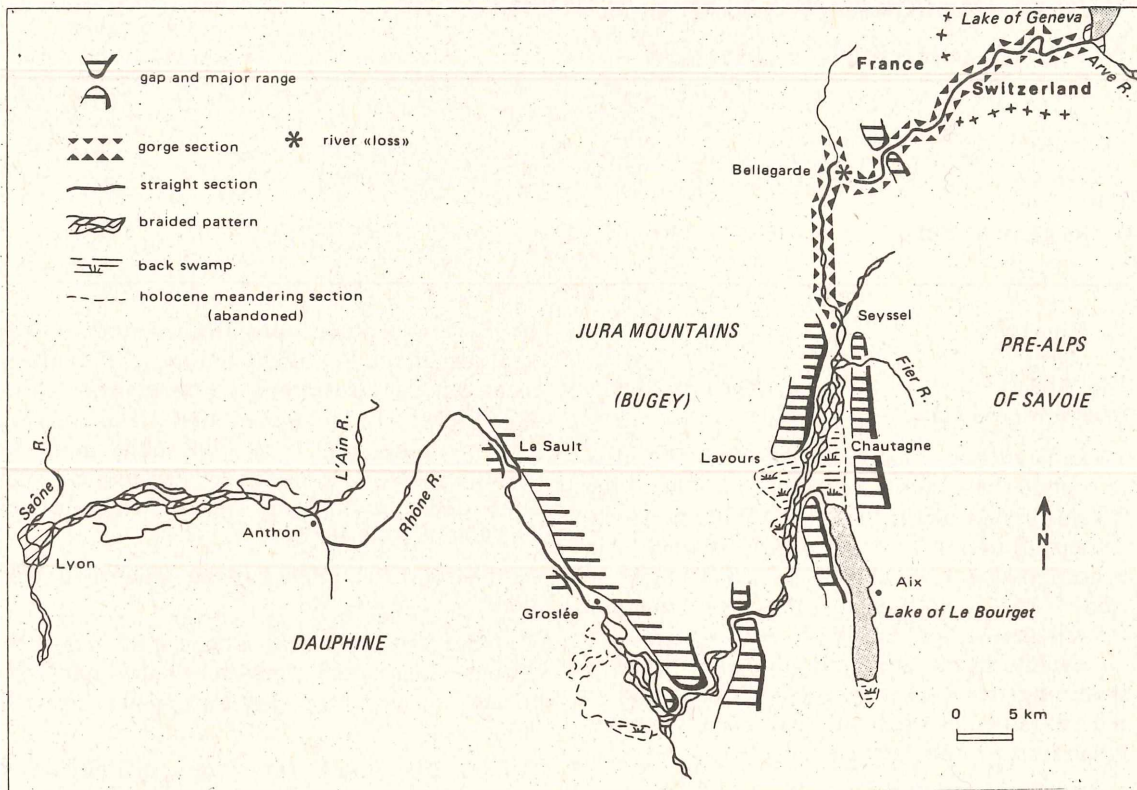 Lake of Geneva
France
Arve R.
Switzerland
gap and major range
gorge section
river «loss»
straight section
braided pattern
back swamp
holocene meandering section
(abandoned)
Bellegarde
Seyssel
JURA MOUNTAINS
(BUGEY)
PRE-ALPS
OF SAVOIE
Fier R.
Le Sault
Lavours
Chautagne
Saône R.
L'Ain R.
Rhône R.
Anthon
Lyon
N
Aix
Lake of Le Bourget
Groslée
DAUPHINE
0 5 km